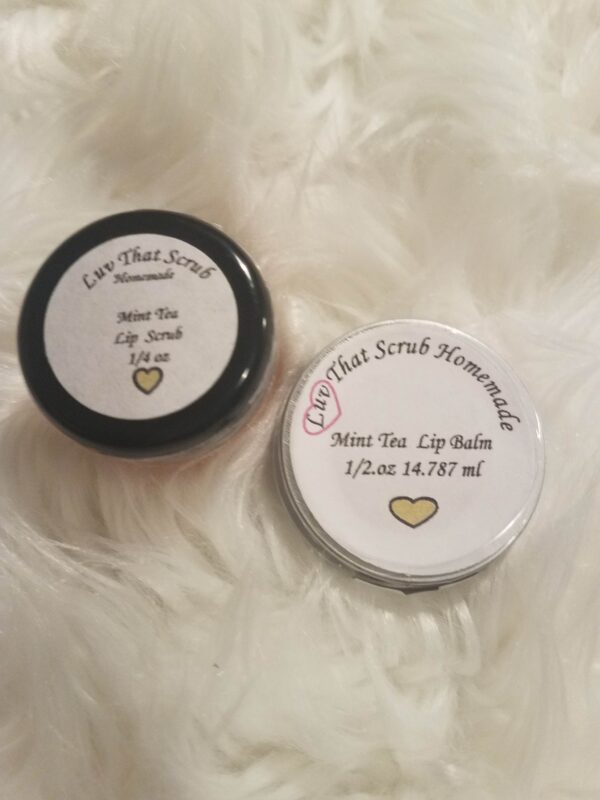 Luv That Scrub
Homemade
Mint Tea
Lip Scrub
1/4 oz
Luv That Scrub Homemade
Mint Tea Lip Balm
1/2.oz 14.787 ml